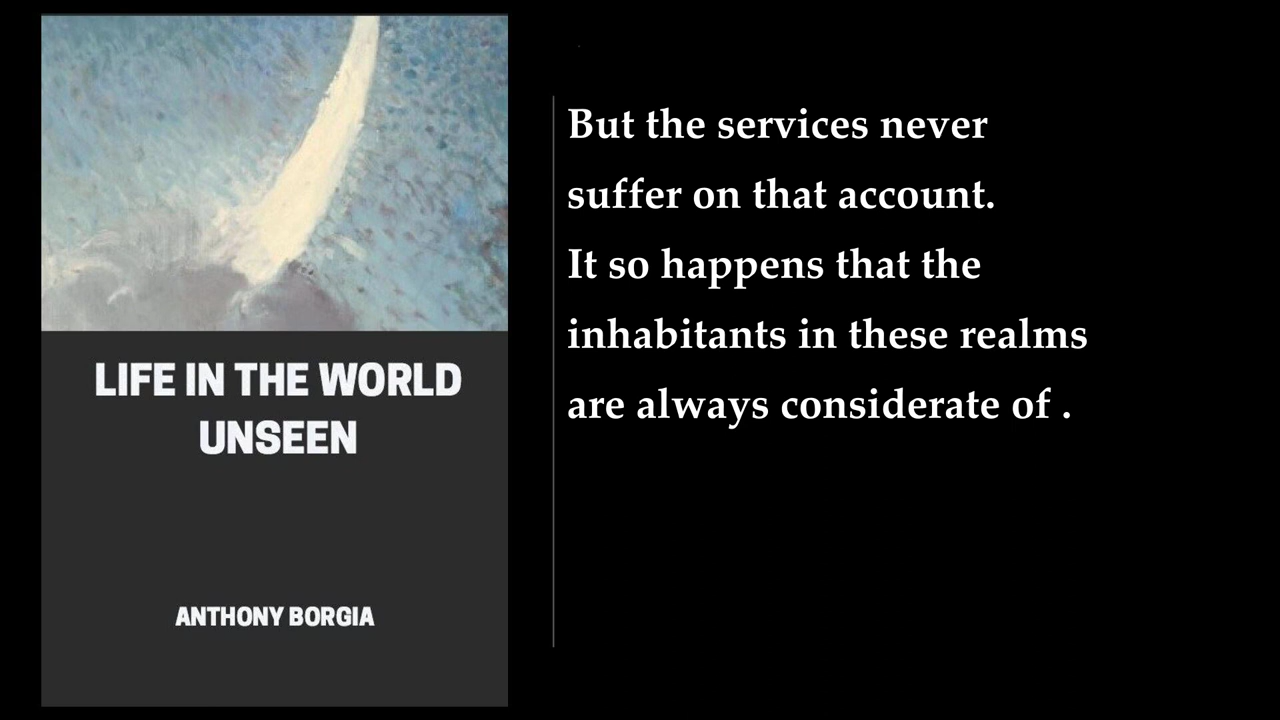 LIFE IN THE WORLD
UNSEEN
ANTHONY BORGIA
But the services never
suffer on that account.
It so happens that the
inhabitants in these realms
are always considerate of .